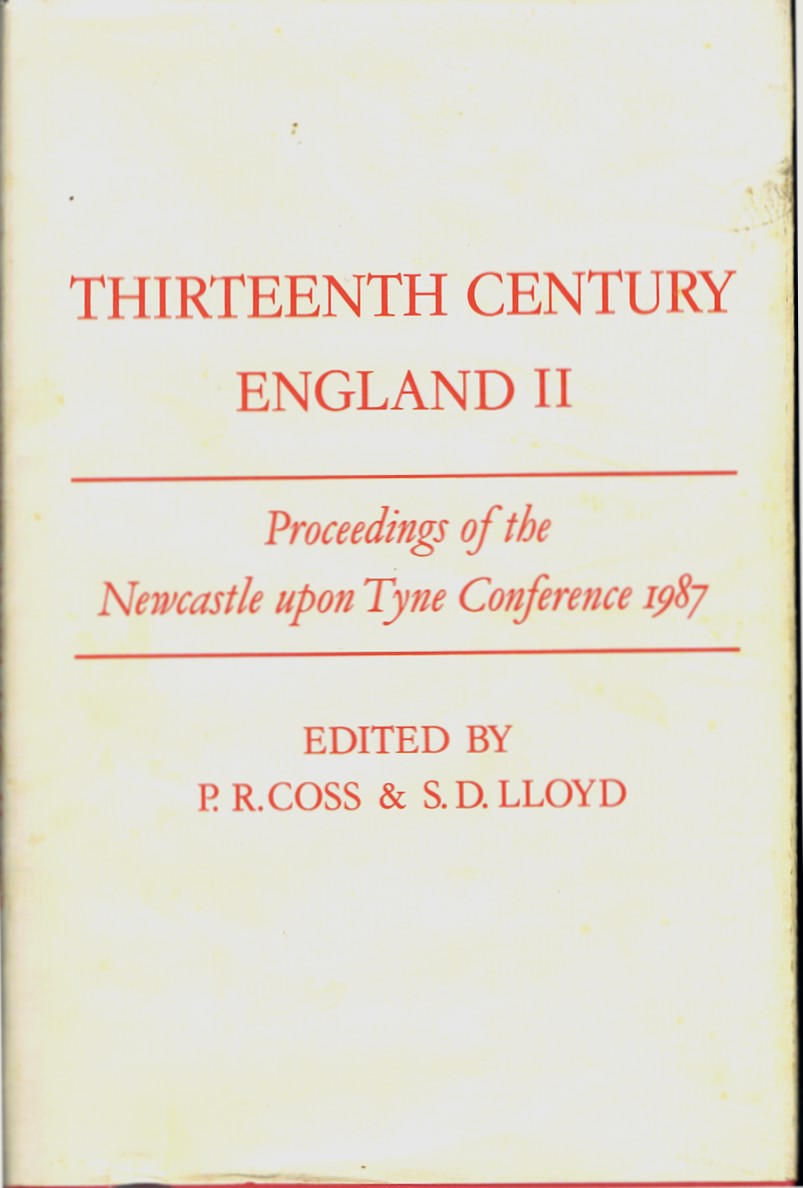 THIRTEENTH CENTURY
ENGLAND II
Proceedings of the
Newcastle upon Tyne Conference 1987
EDITED BY
P. R. COSS & S. D. LLOYD